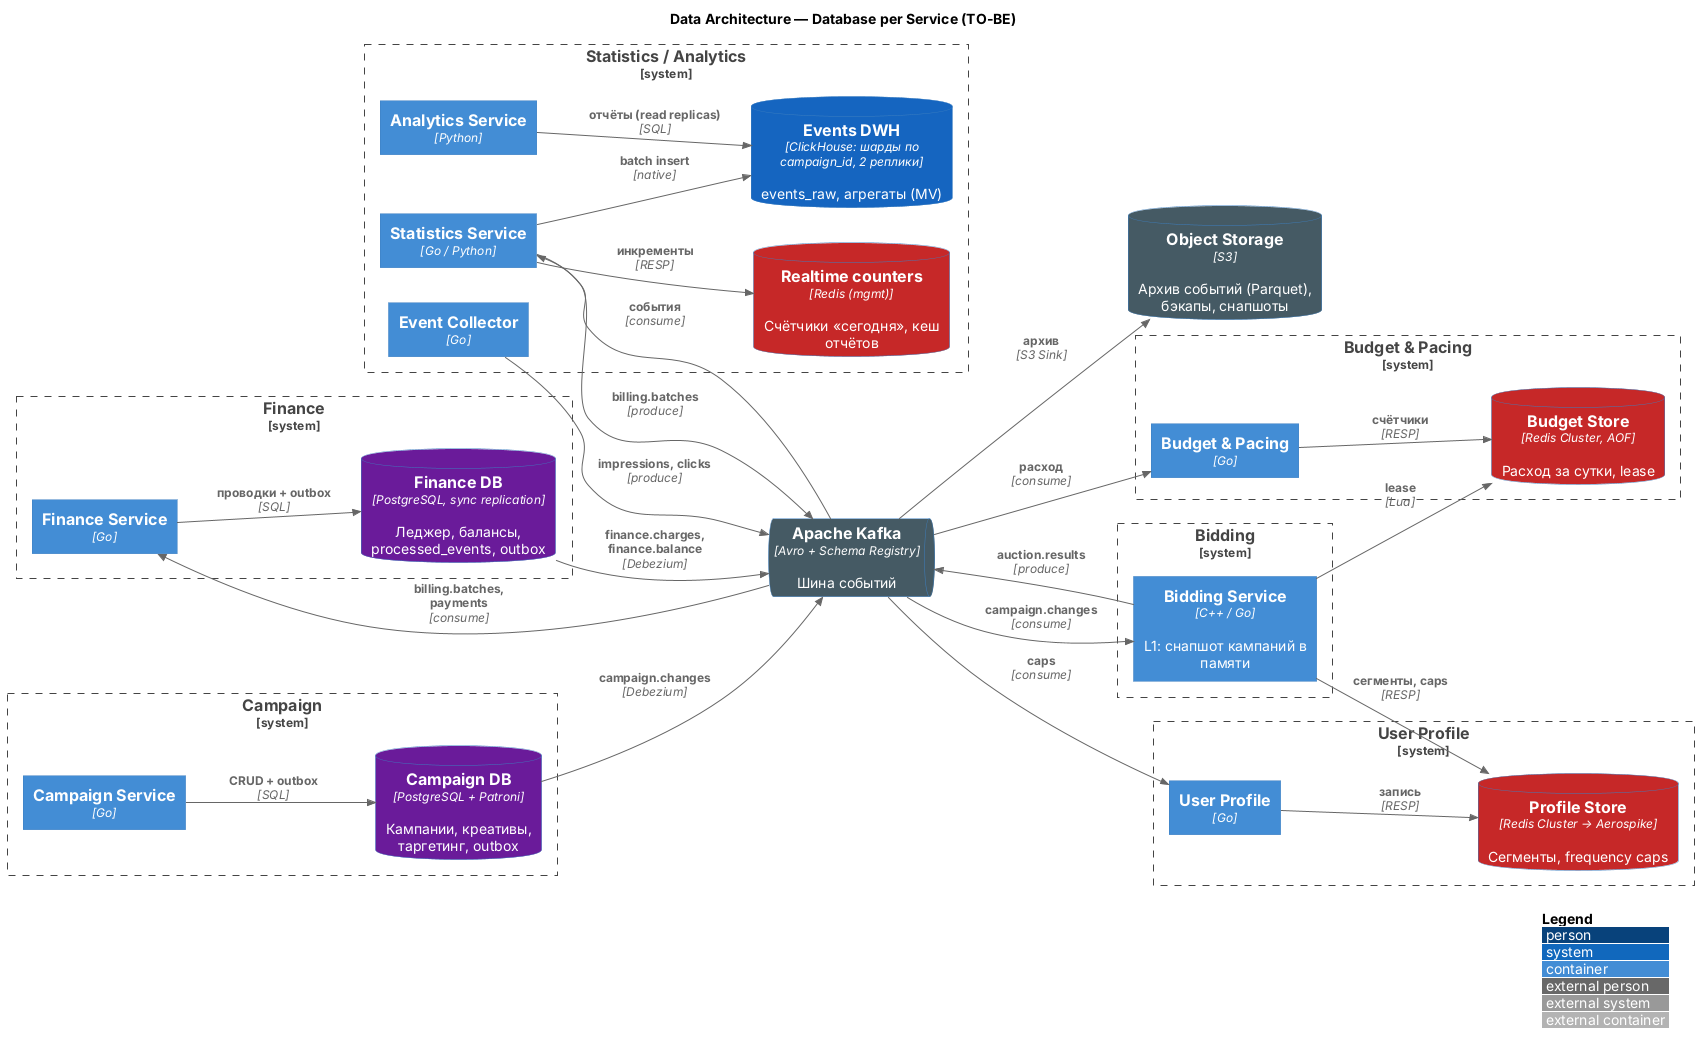 Data Architecture — Database per Service (TO-BE)
Statistics / Analytics
[system]
Analytics Service
[Python]
отчёты (read replicas)
[SQL]
Events DWH
[ClickHouse: шарды по
campaign_id, 2 реплики]
events_raw, агрегаты (MV)
batch insert
[native]
Statistics Service
[Go / Python]
инкременты
[RESP]
Realtime counters
[Redis (mgmt)]
Счётчики «сегодня», кеш
отчётов
события
[consume]
Event Collector
[Go]
Object Storage
[S3]
Архив событий (Parquet),
бэкапы, снапшоты
архив
[S3 Sink]
Budget & Pacing
[system]
Budget & Pacing
[Go]
счётчики
[RESP]
Budget Store
[Redis Cluster, AOF]
Расход за сутки, lease
расход
[consume]
lease
[Lua]
billing.batches
[produce]
impressions, clicks
[produce]
Finance
[system]
Finance Service
[Go]
проводки + outbox
[SQL]
Finance DB
[PostgreSQL, sync replication]
Леджер, балансы,
processed_events, outbox
finance.charges,
finance.balance
[Debezium]
billing.batches,
payments
[consume]
Apache Kafka
[Avro + Schema Registry]
Шина событий
auction.results
[produce]
campaign.changes
[consume]
caps
[consume]
Bidding
[system]
Bidding Service
[C++ / Go]
L1: снапшот кампаний в
памяти
сегменты, caps
[RESP]
campaign.changes
[Debezium]
Campaign
[system]
Campaign Service
[Go]
CRUD + outbox
[SQL]
Campaign DB
[PostgreSQL + Patroni]
Кампании, креативы,
таргетинг, outbox
User Profile
[system]
User Profile
[Go]
запись
[RESP]
Profile Store
[Redis Cluster → Aerospike]
Сегменты, frequency caps
Legend
person
system
container
external person
external system
external container